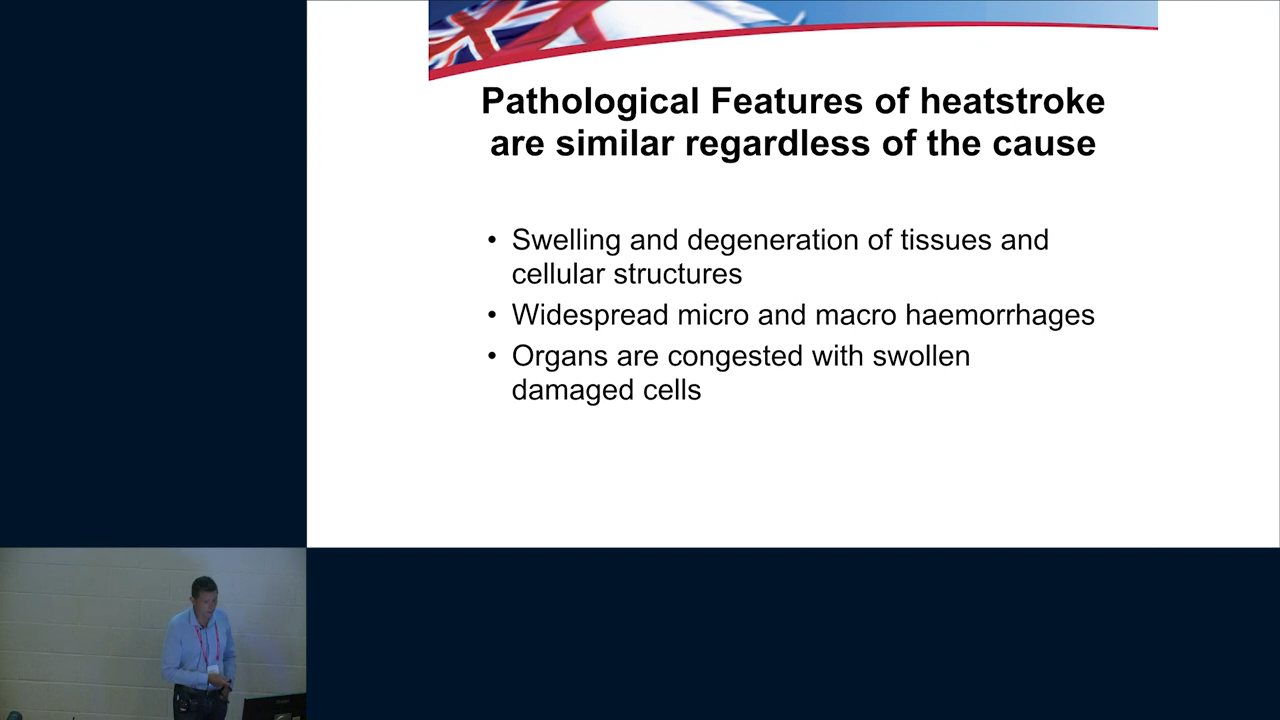 Pathological Features of heatstroke
are similar regardless of the cause
• Swelling and degeneration of tissues and
cellular structures
• Widespread micro and macro haemorrhages
• Organs are congested with swollen
damaged cells